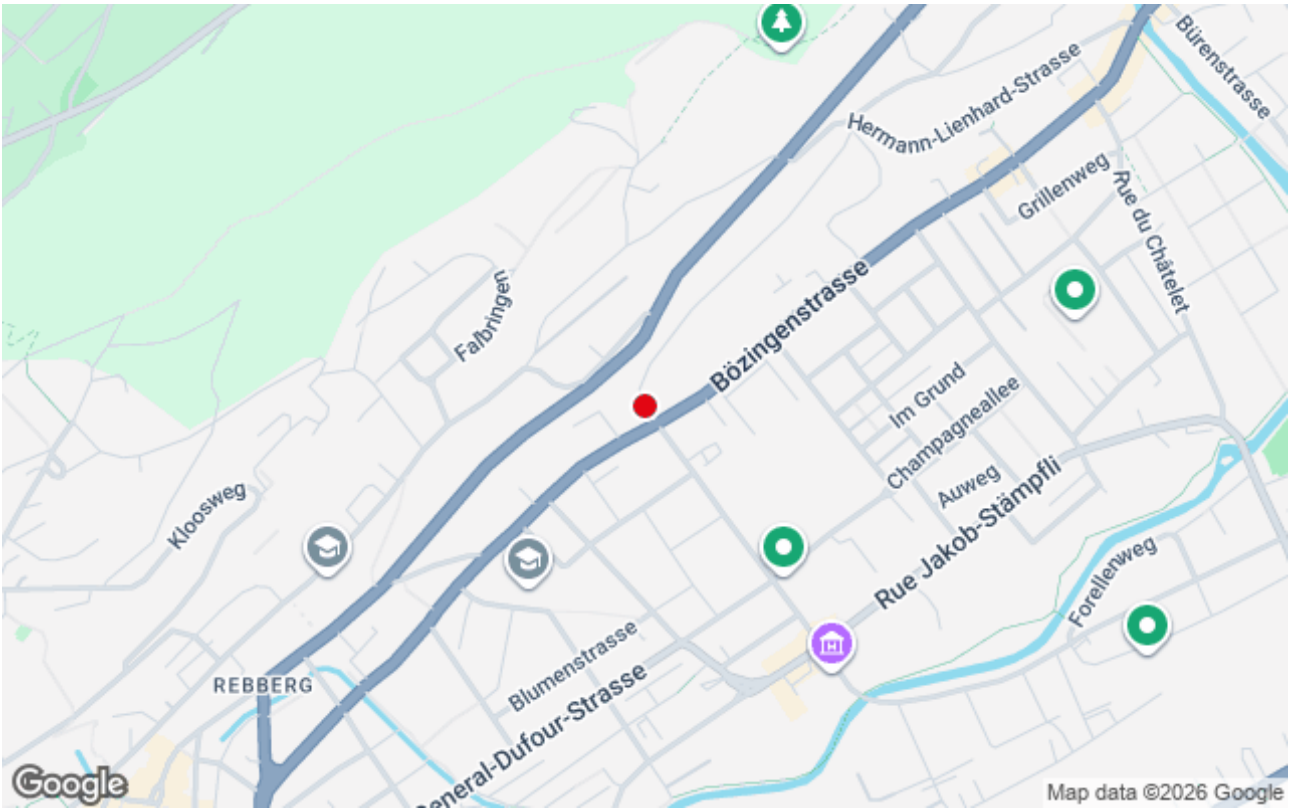 Bürenstrasse
Hermann-Lienhard-Strasse
Grillenweg
Rue du Châtelet
Falbringen
Bözingenstrasse
Im Grund
Champagneallee
Kloosweg
Auweg
Rue Jakob-Stämpfli
Forellenweg
Blumenstrasse
REBBERG
General-Dufour-Strasse
Google
Map data ©2026 Google